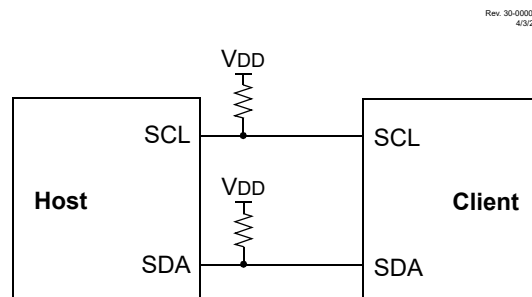 Rev. 30-0000
4/3/2
VDD
SCL
SCL
Host
VDD
Client
SDA
SDA